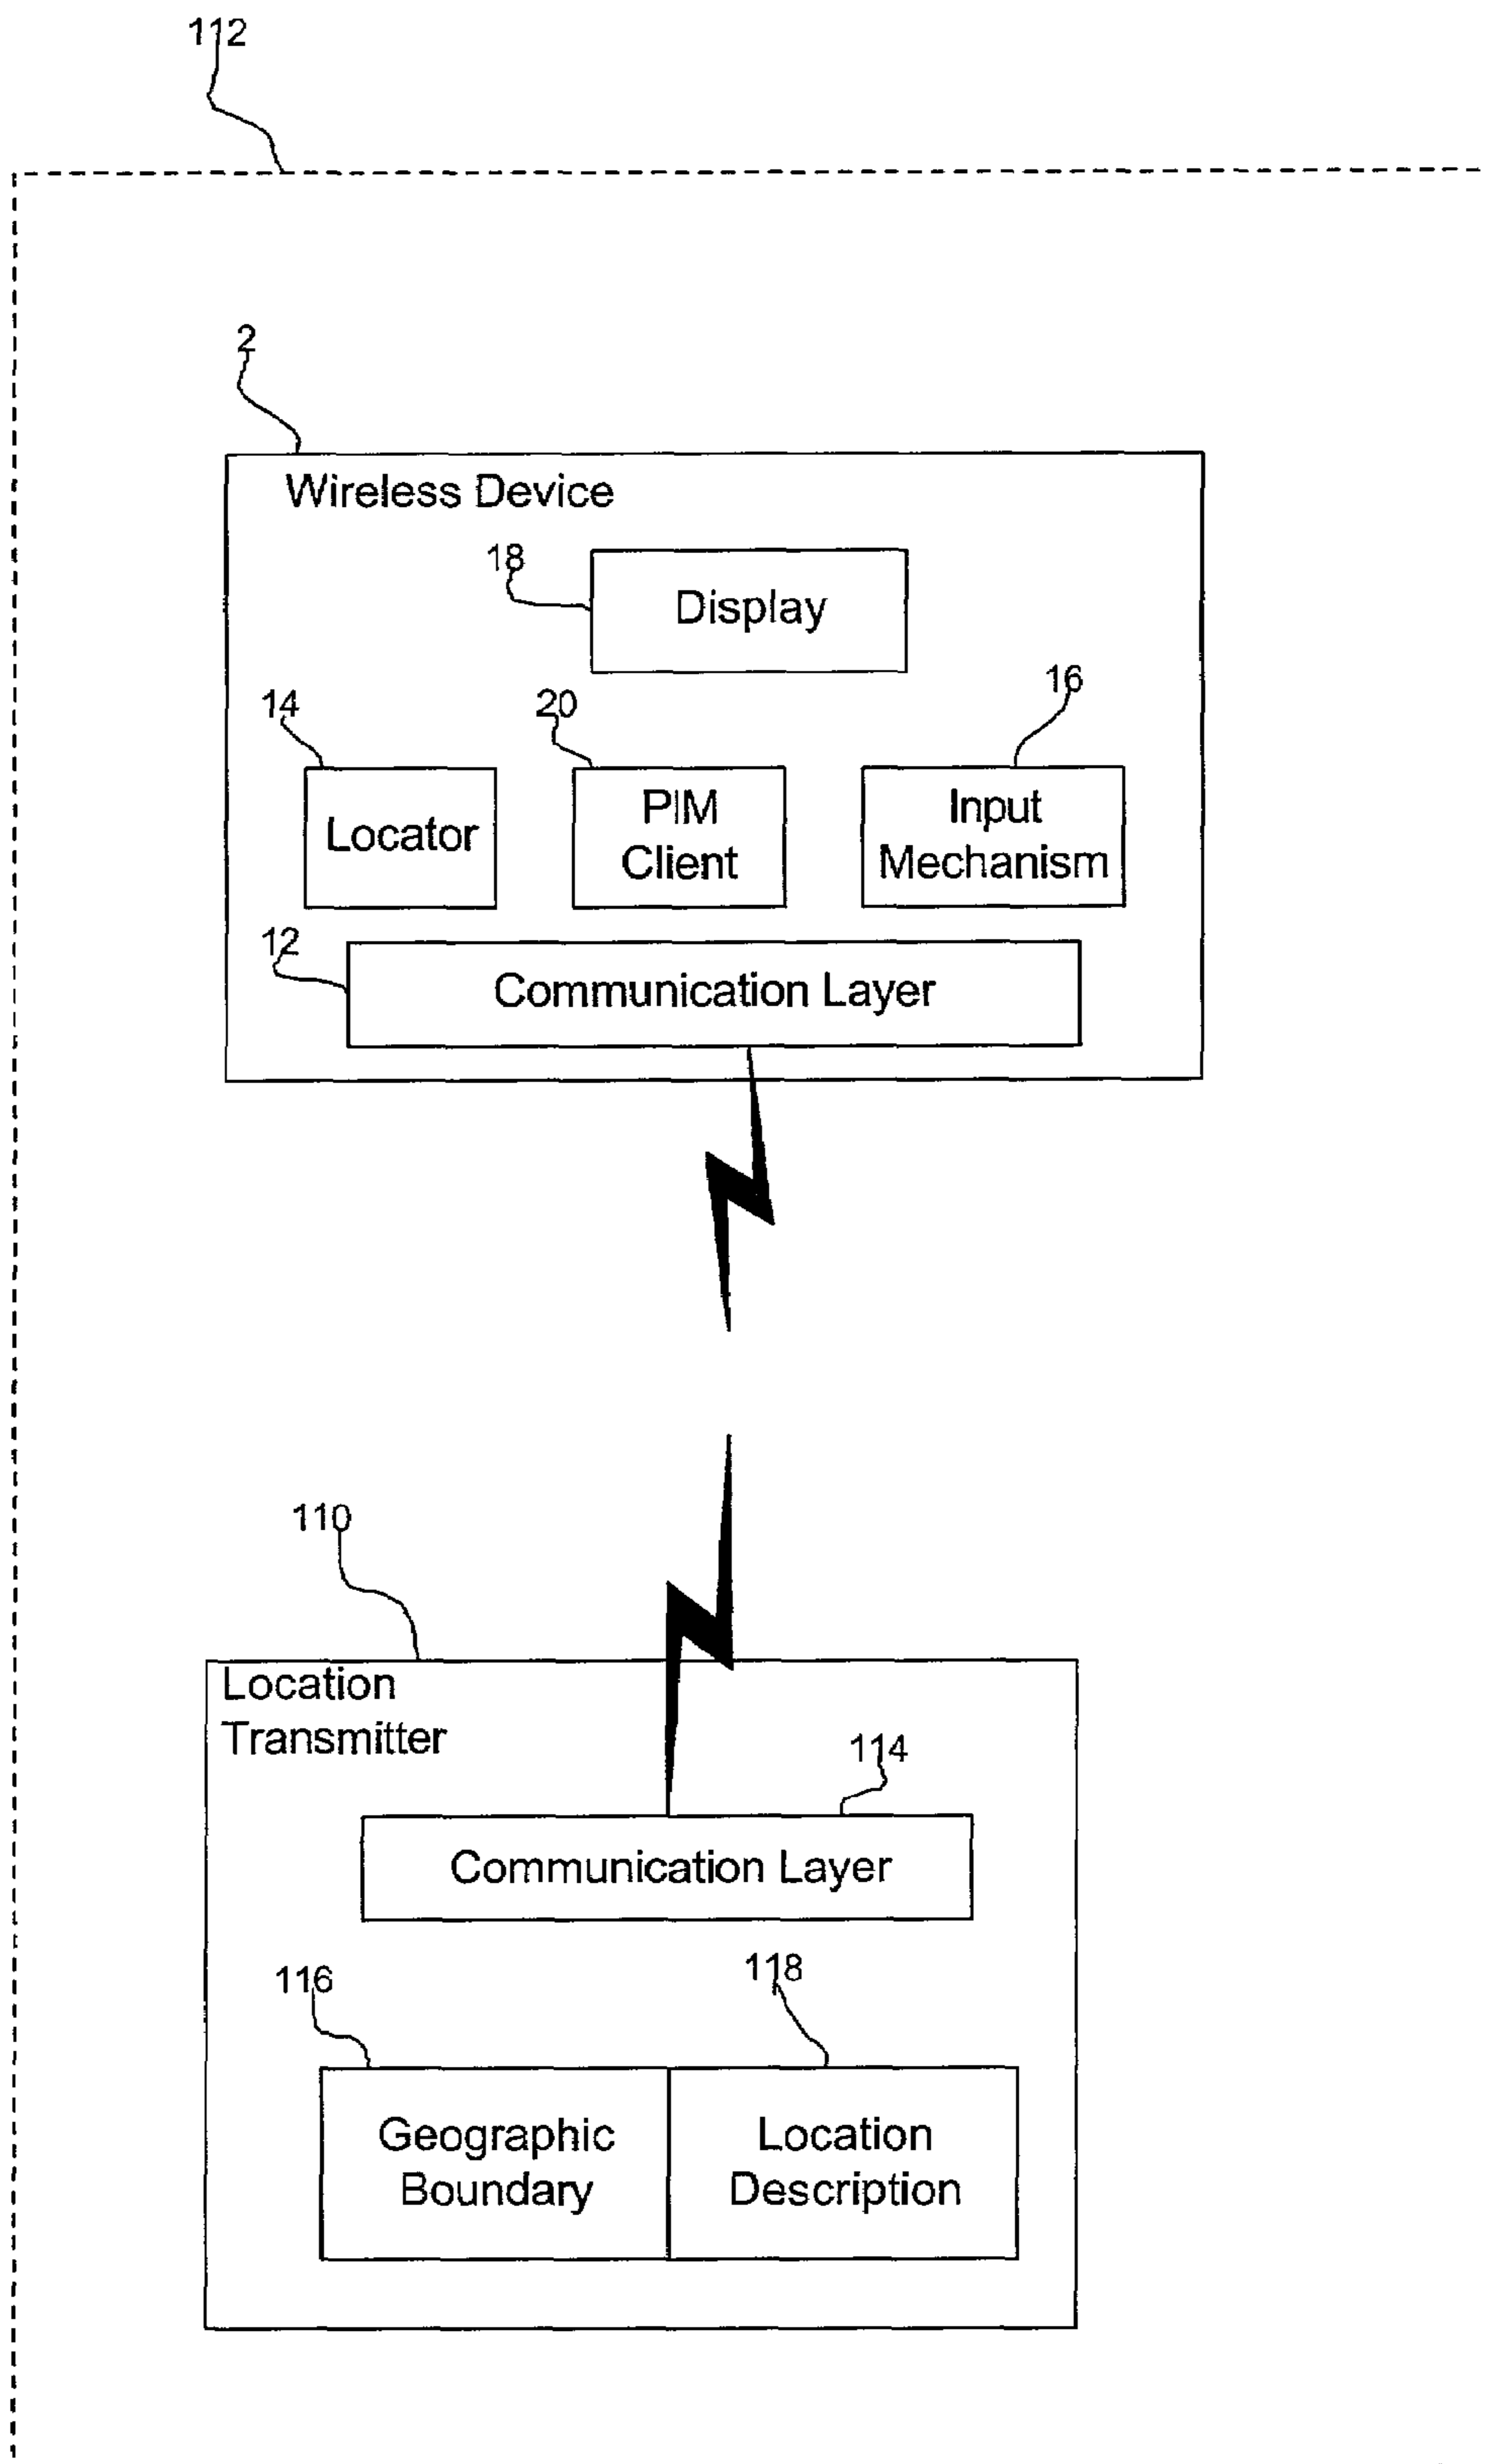 112
2
Wireless Device
18
Display
14
20
16
Locator
PIM
Client
Input
Mechanism
12
Communication Layer
110
Location
Transmitter
114
Communication Layer
116
118
Geographic
Boundary
Location
Description